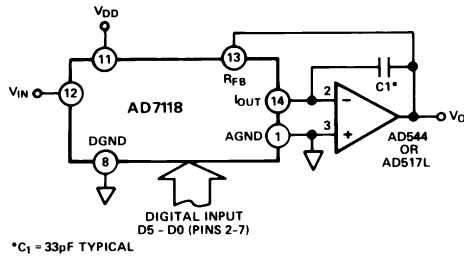 VDD
11
13
RFB
VIN
12
AD7118
IOUT
14
C1*
2
−
AGND
1
3
+
VO
DGND
8
AD544
OR
AD517L
DIGITAL INPUT
D5 - D0 (PINS 2-7)
*C1 = 33pF TYPICAL